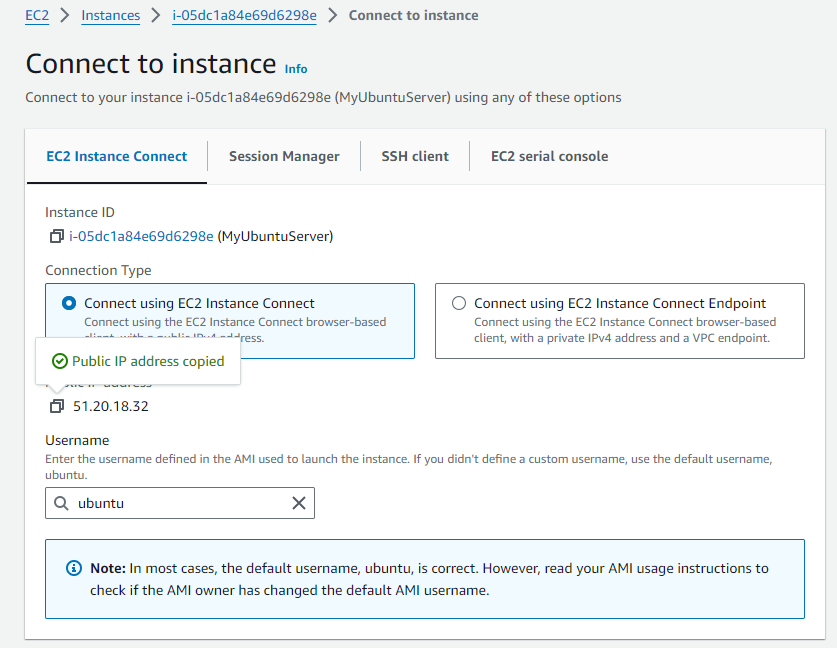 EC2 > Instances > i-05dc1a84e69d6298e > Connect to instance
Connect to instance Info
Connect to your instance i-05dc1a84e69d6298e (MyUbuntuServer) using any of these options
EC2 Instance Connect Session Manager SSH client EC2 serial console
Instance ID
i-05dc1a84e69d6298e (MyUbuntuServer)
Connection Type
Connect using EC2 Instance Connect
Connect using the EC2 Instance Connect browser-based
client, with a public IPv4 address.
Connect using EC2 Instance Connect Endpoint
Connect using the EC2 Instance Connect browser-based
client, with a private IPv4 address and a VPC endpoint.
Public IP address copied
Public IP address
51.20.18.32
Username
Enter the username defined in the AMI used to launch the instance. If you didn't define a custom username, use the default username,
ubuntu.
ubuntu
Note: In most cases, the default username, ubuntu, is correct. However, read your AMI usage instructions to
check if the AMI owner has changed the default AMI username.